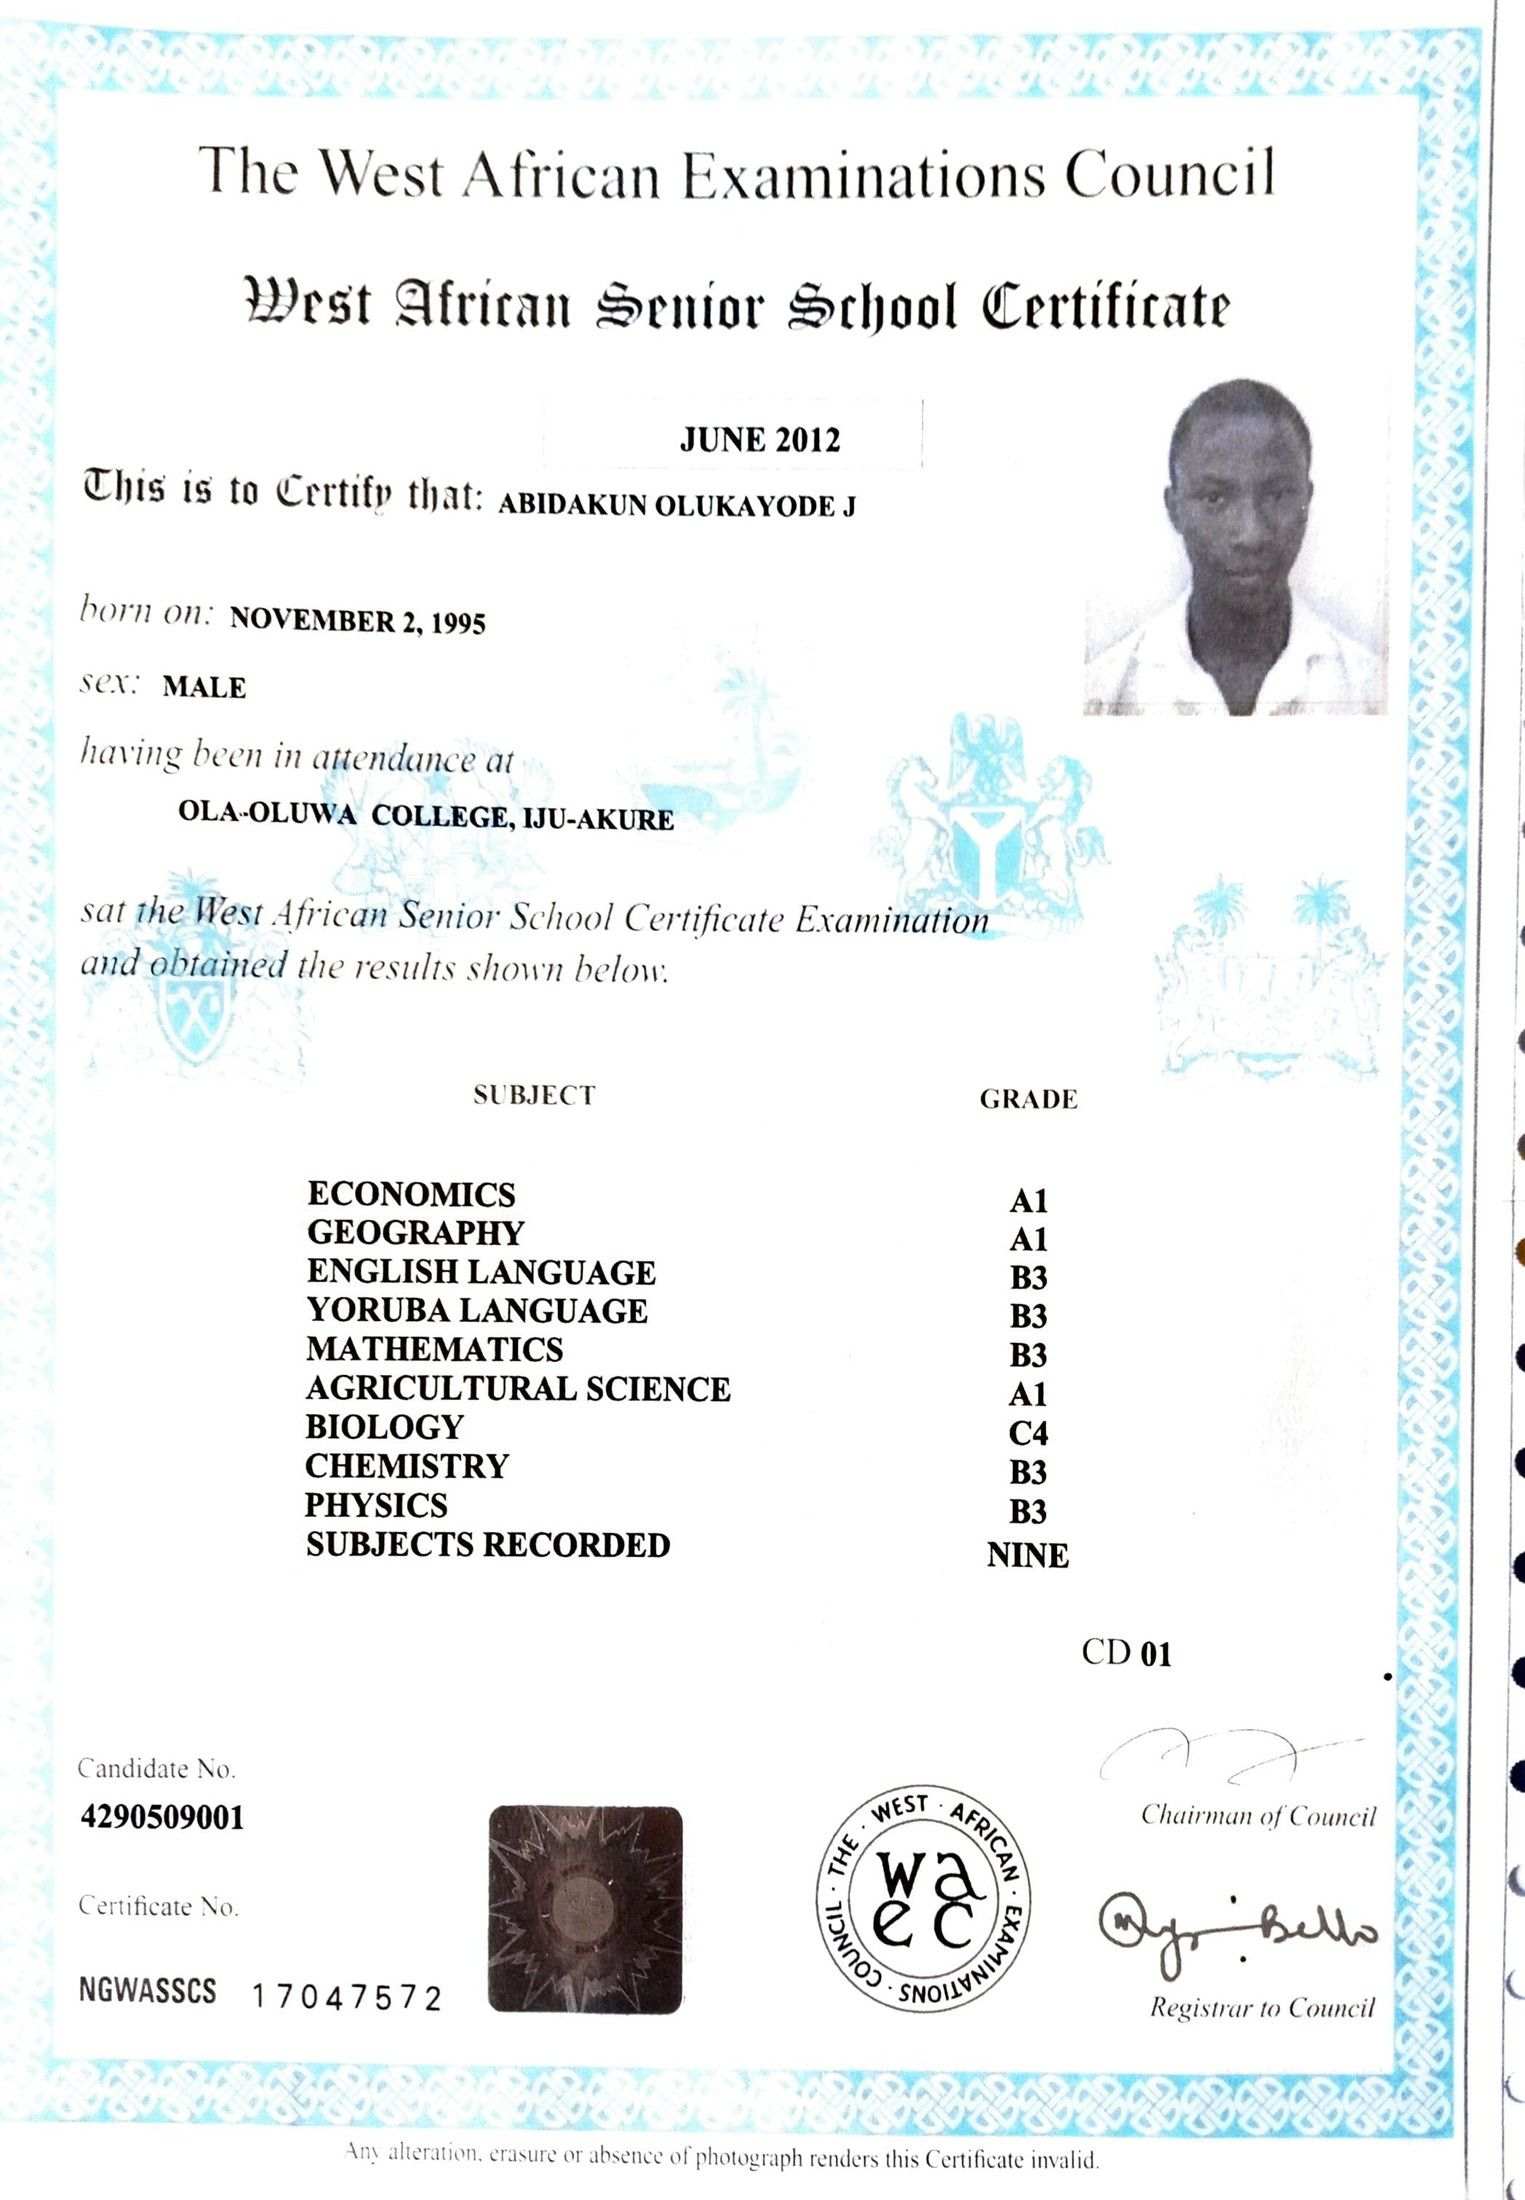 The West African Examinations Council
West African Senior School Certificate
JUNE 2012
This is to Certify that: ABIDAKUN OLUKAYODE J
born on: NOVEMBER 2, 1995
sex: MALE
having been in attendance at
OLA-OLUWA COLLEGE, IJU-AKURE
sat the West African Senior School Certificate Examination
and obtained the results shown below.
SUBJECT GRADE
ECONOMICS A1
GEOGRAPHY A1
ENGLISH LANGUAGE B3
YORUBA LANGUAGE B3
MATHEMATICS B3
AGRICULTURAL SCIENCE A1
BIOLOGY C4
CHEMISTRY B3
PHYSICS B3
SUBJECTS RECORDED NINE
CD 01
Candidate No.
4290509001
Certificate No.
NGWASSCS 17047572
THE · WEST · AFRICAN · EXAMINATIONS · COUNCIL
wa
ec
Chairman of Council
Bello
Registrar to Council
Any alteration, erasure or absence of photograph renders this Certificate invalid.